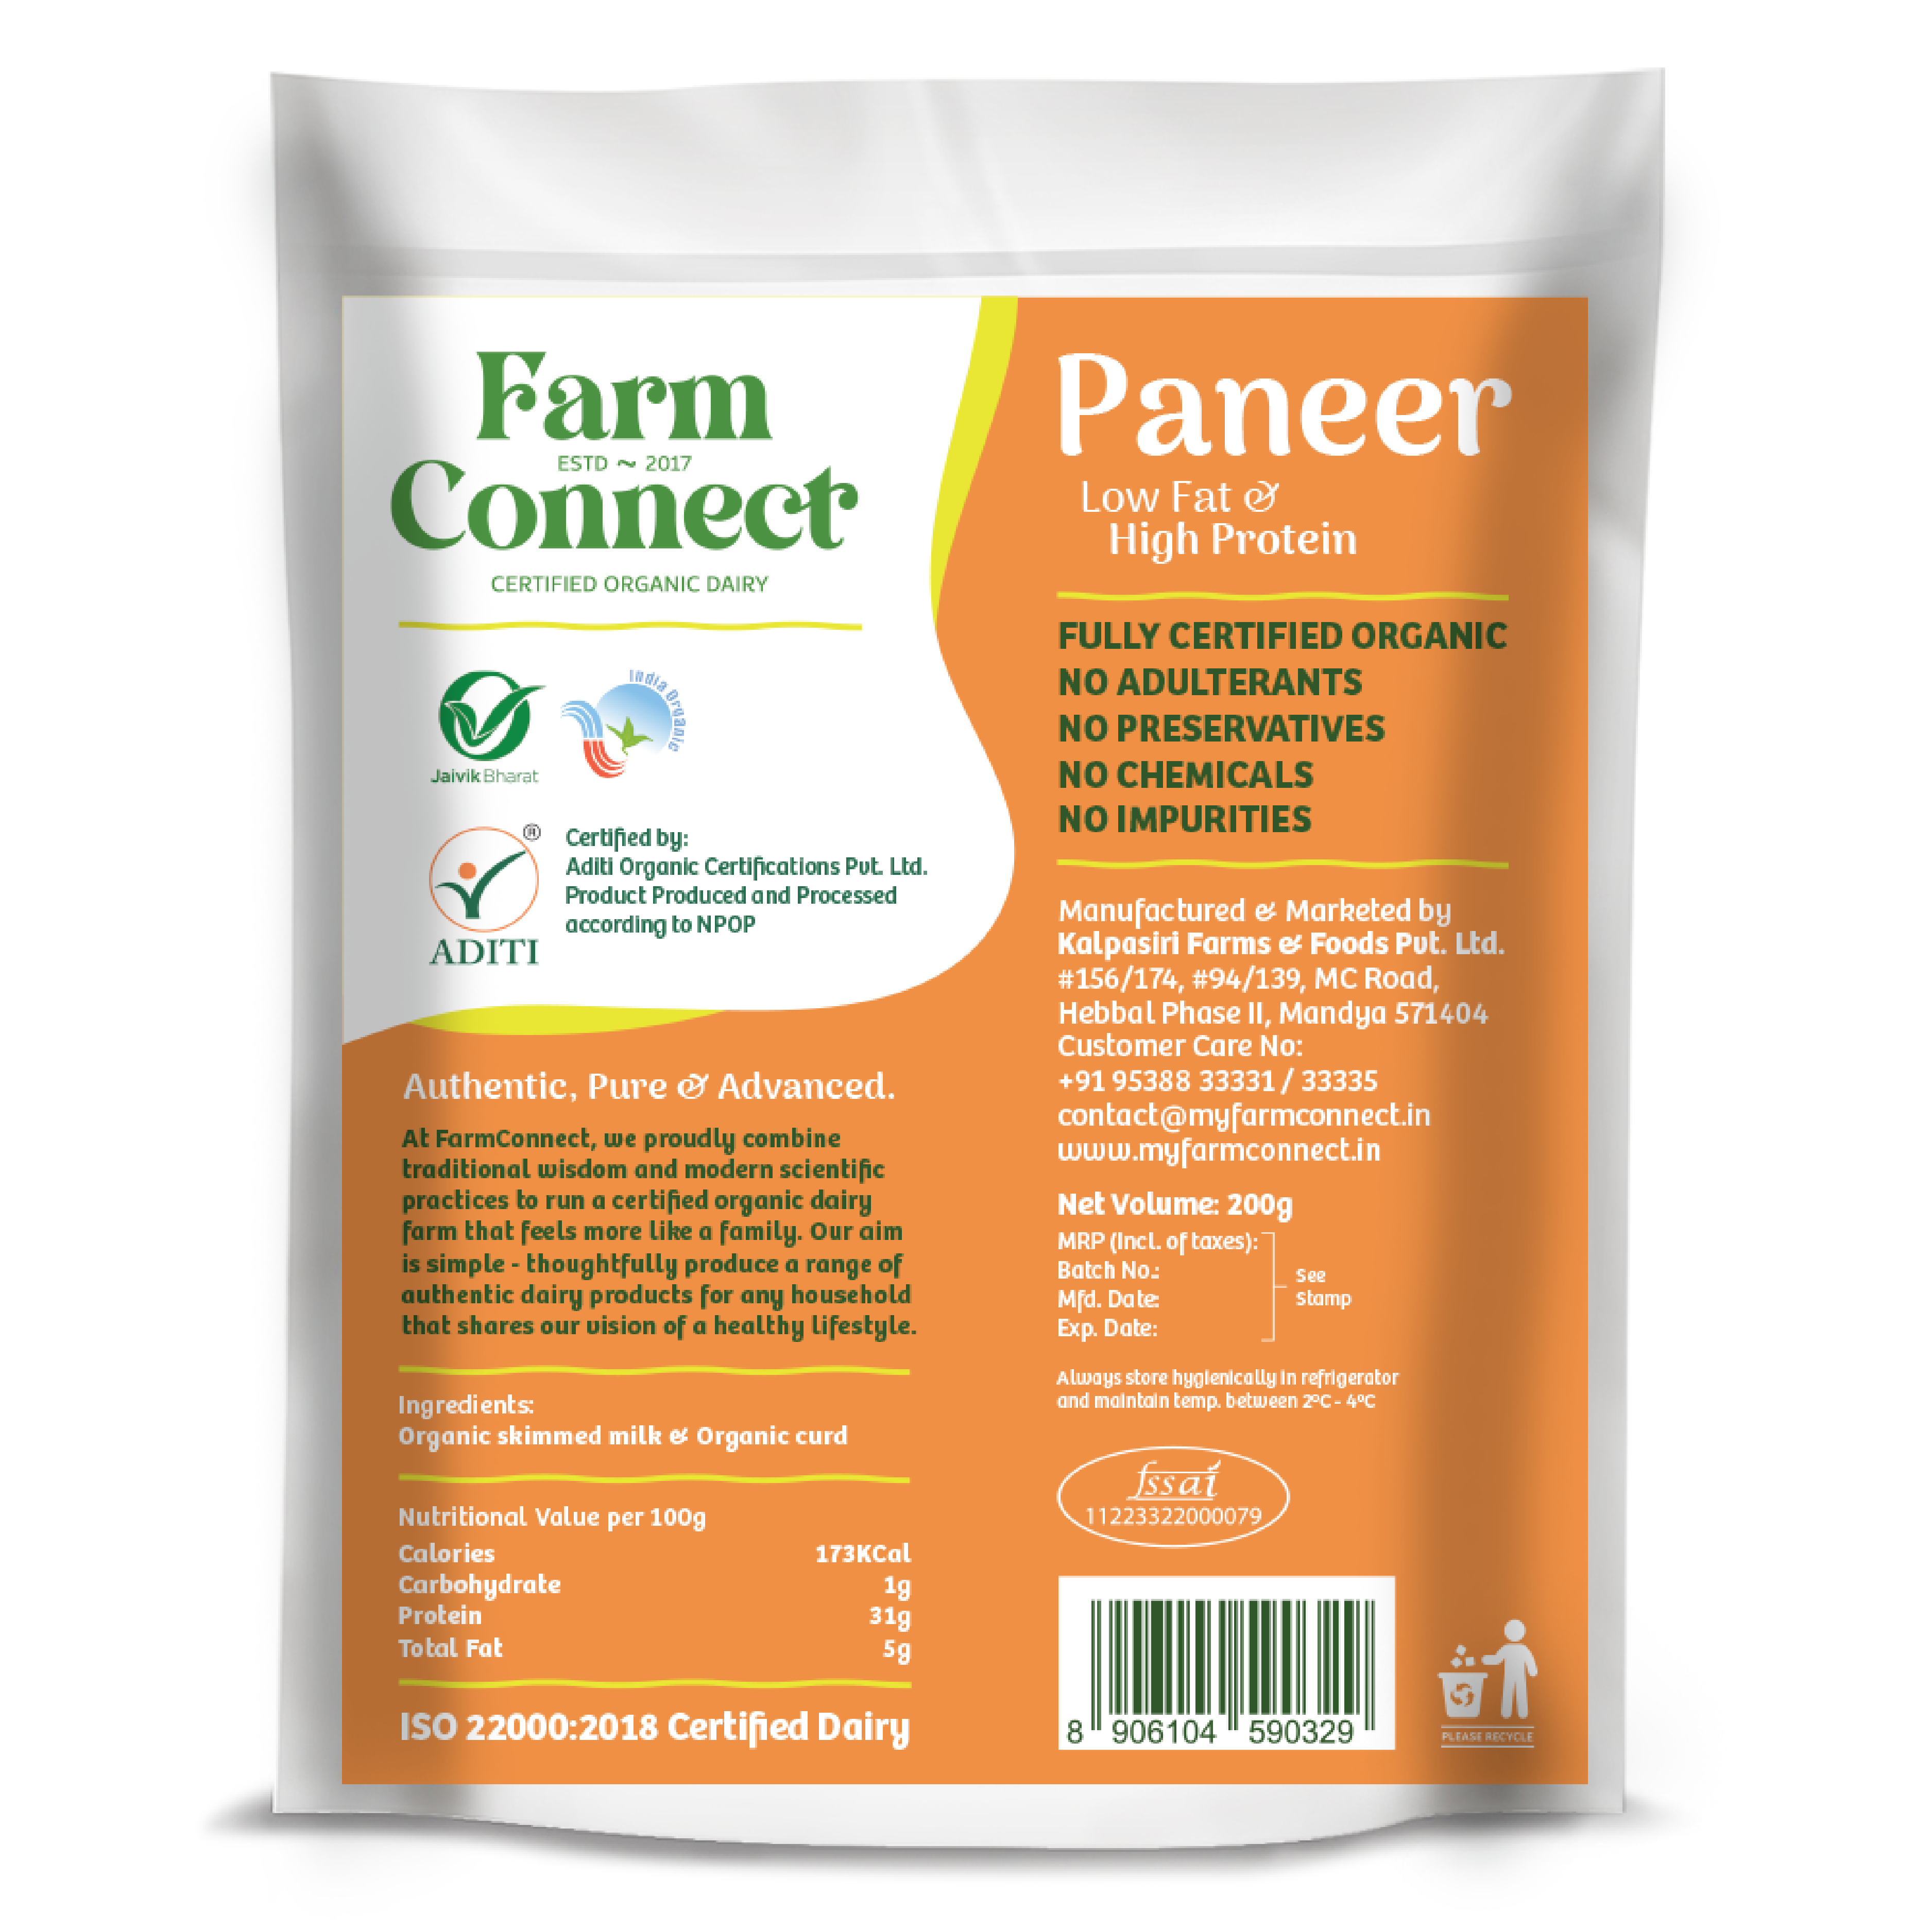 Farm
ESTD ~ 2017
Connect
CERTIFIED ORGANIC DAIRY
Jaivik Bharat
India Organic
®
ADITI
Certified by:
Aditi Organic Certifications Pvt. Ltd.
Product Produced and Processed
according to NPOP
Authentic, Pure & Advanced.
At FarmConnect, we proudly combine
traditional wisdom and modern scientific
practices to run a certified organic dairy
farm that feels more like a family. Our aim
is simple - thoughtfully produce a range of
authentic dairy products for any household
that shares our vision of a healthy lifestyle.
Ingredients:
Organic skimmed milk & Organic curd
Nutritional Value per 100g
Calories 173KCal
Carbohydrate 1g
Protein 31g
Total Fat 5g
ISO 22000:2018 Certified Dairy
Paneer
Low Fat &
High Protein
FULLY CERTIFIED ORGANIC
NO ADULTERANTS
NO PRESERVATIVES
NO CHEMICALS
NO IMPURITIES
Manufactured & Marketed by
Kalpasiri Farms & Foods Pvt. Ltd.
#156/174, #94/139, MC Road,
Hebbal Phase II, Mandya 571404
Customer Care No:
+91 95388 33331 / 33335
contact@myfarmconnect.in
www.myfarmconnect.in
Net Volume: 200g
MRP (Incl. of taxes):
Batch No.:
Mfd. Date:
Exp. Date:
See
Stamp
Always store hygienically in refrigerator
and maintain temp. between 2ºC - 4ºC
fssai
11223322000079
8 906104 590329
PLEASE RECYCLE